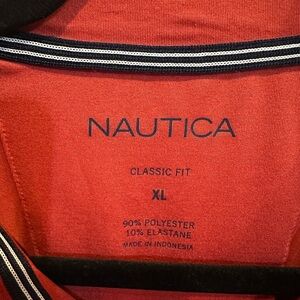 NAUTICA
CLASSIC FIT
XL
90% POLYESTER
10% ELASTANE
MADE IN INDONESIA